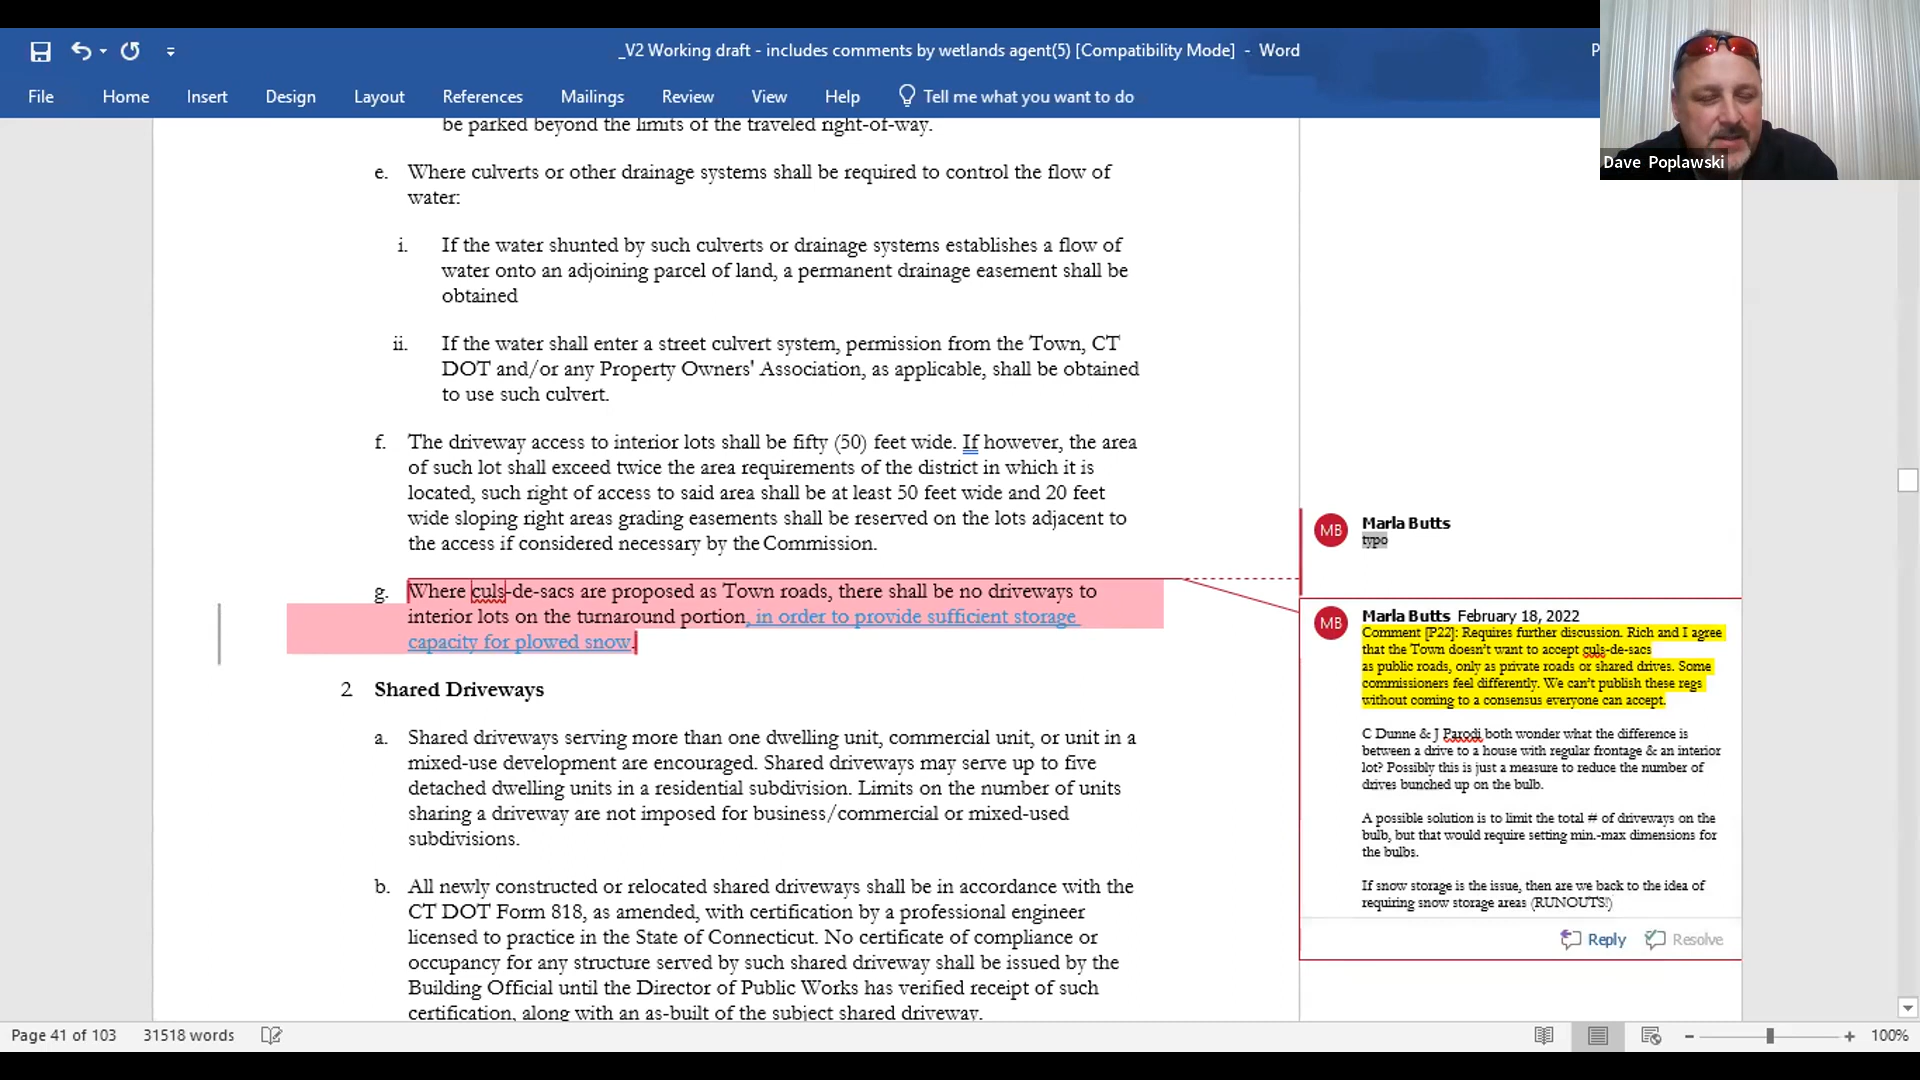 _V2 Working draft - includes comments by wetlands agent(5) [Compatibility Mode] - Word
P
Dave Poplawski
File Home Insert Design Layout References Mailings Review View Help Tell me what you want to do
be parked beyond the limits of the traveled right-of-way.
e. Where culverts or other drainage systems shall be required to control the flow of
water:
i. If the water shunted by such culverts or drainage systems establishes a flow of
water onto an adjoining parcel of land, a permanent drainage easement shall be
obtained
ii. If the water shall enter a street culvert system, permission from the Town, CT
DOT and/or any Property Owners' Association, as applicable, shall be obtained
to use such culvert.
f. The driveway access to interior lots shall be fifty (50) feet wide. If however, the area
of such lot shall exceed twice the area requirements of the district in which it is
located, such right of access to said area shall be at least 50 feet wide and 20 feet
wide sloping right areas grading easements shall be reserved on the lots adjacent to
the access if considered necessary by the Commission.
g. Where culs-de-sacs are proposed as Town roads, there shall be no driveways to
interior lots on the turnaround portion, in order to provide sufficient storage
capacity for plowed snow.
2 Shared Driveways
a. Shared driveways serving more than one dwelling unit, commercial unit, or unit in a
mixed-use development are encouraged. Shared driveways may serve up to five
detached dwelling units in a residential subdivision. Limits on the number of units
sharing a driveway are not imposed for business/commercial or mixed-used
subdivisions.
b. All newly constructed or relocated shared driveways shall be in accordance with the
CT DOT Form 818, as amended, with certification by a professional engineer
licensed to practice in the State of Connecticut. No certificate of compliance or
occupancy for any structure served by such shared driveway shall be issued by the
Building Official until the Director of Public Works has verified receipt of such
certification, along with an as-built of the subject shared driveway.
MB Marla Butts
typo
MB Marla Butts February 18, 2022
Comment [P22]: Requires further discussion. Rich and I agree
that the Town doesn't want to accept culs-de-sacs
as public roads, only as private roads or shared drives. Some
commissioners feel differently. We can't publish these regs
without coming to a consensus everyone can accept.
C Dunne & J Parodi both wonder what the difference is
between a drive to a house with regular frontage & an interior
lot? Possibly this is just a measure to reduce the number of
drives bunched up on the bulb.
A possible solution is to limit the total # of driveways on the
bulb, but that would require setting min.-max dimensions for
the bulbs.
If snow storage is the issue, then are we back to the idea of
requiring snow storage areas (RUNOUTS!)
Reply Resolve
Page 41 of 103 31518 words 100%